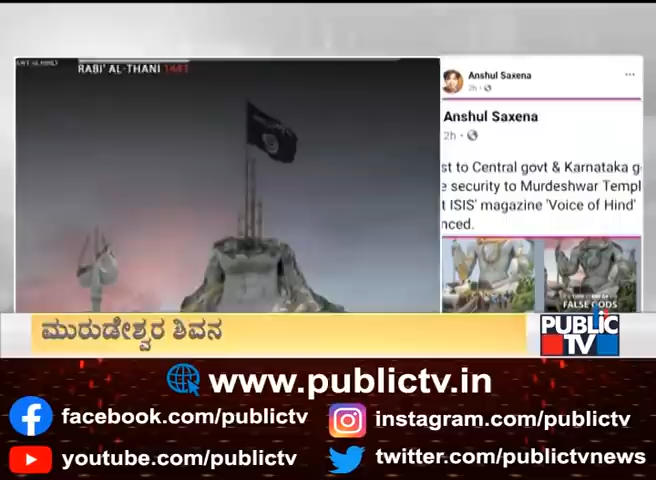 RABI' AL-THANI 1443
Anshul Saxena
2h
Anshul Saxena
2h
st to Central govt & Karnataka g
e security to Murdeshwar Templ
t ISIS' magazine 'Voice of Hind'
nced.
FALSE GODS
ಮುರುಡೇಶ್ವರ ಶಿವನ
PUBLIC
TV
www.publictv.in
facebook.com/publictv
instagram.com/publictv
youtube.com/publictv
twitter.com/publictvnews